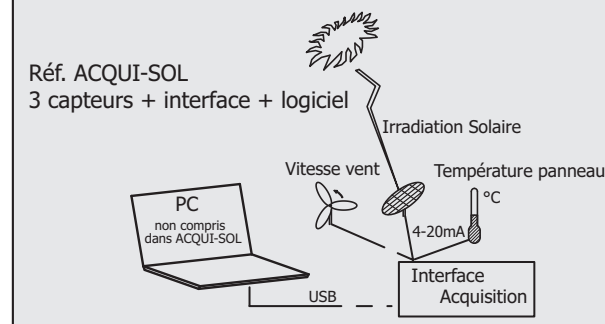 Réf. ACQUI-SOL
3 capteurs + interface + logiciel
Irradiation Solaire
Vitesse vent
Température panneau
°C
PC
non compris
dans ACQUI-SOL
4-20mA
Interface
Acquisition
USB